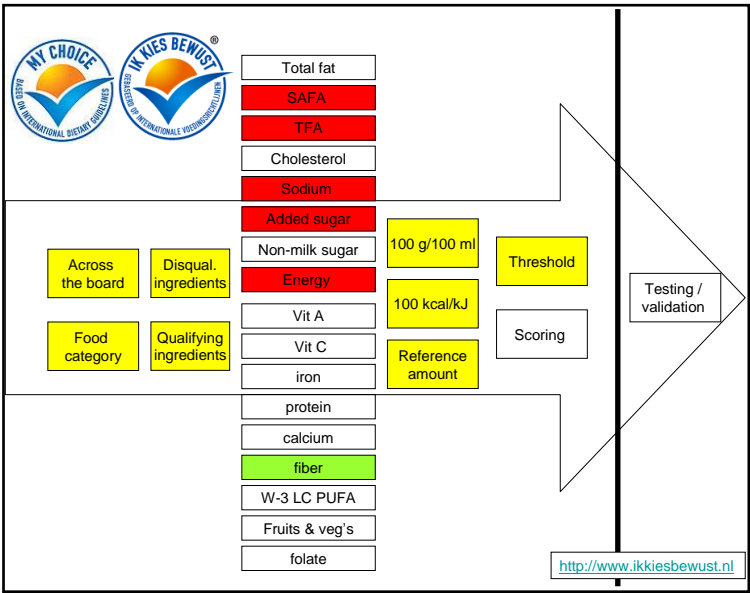 MY CHOICE
BASED ON INTERNATIONAL DIETARY GUIDELINES
IK KIES BEWUST
®
GEBASEERD OP INTERNATIONALE VOEDINGSRICHTLIJNEN
Total fat
SAFA
TFA
Cholesterol
Sodium
Added sugar
Non-milk sugar
Energy
Vit A
Vit C
iron
protein
calcium
fiber
W-3 LC PUFA
Fruits & veg's
folate
Across
the board
Disqual.
ingredients
Food
category
Qualifying
ingredients
100 g/100 ml
100 kcal/kJ
Reference
amount
Threshold
Scoring
Testing /
validation
http://www.ikkiesbewust.nl